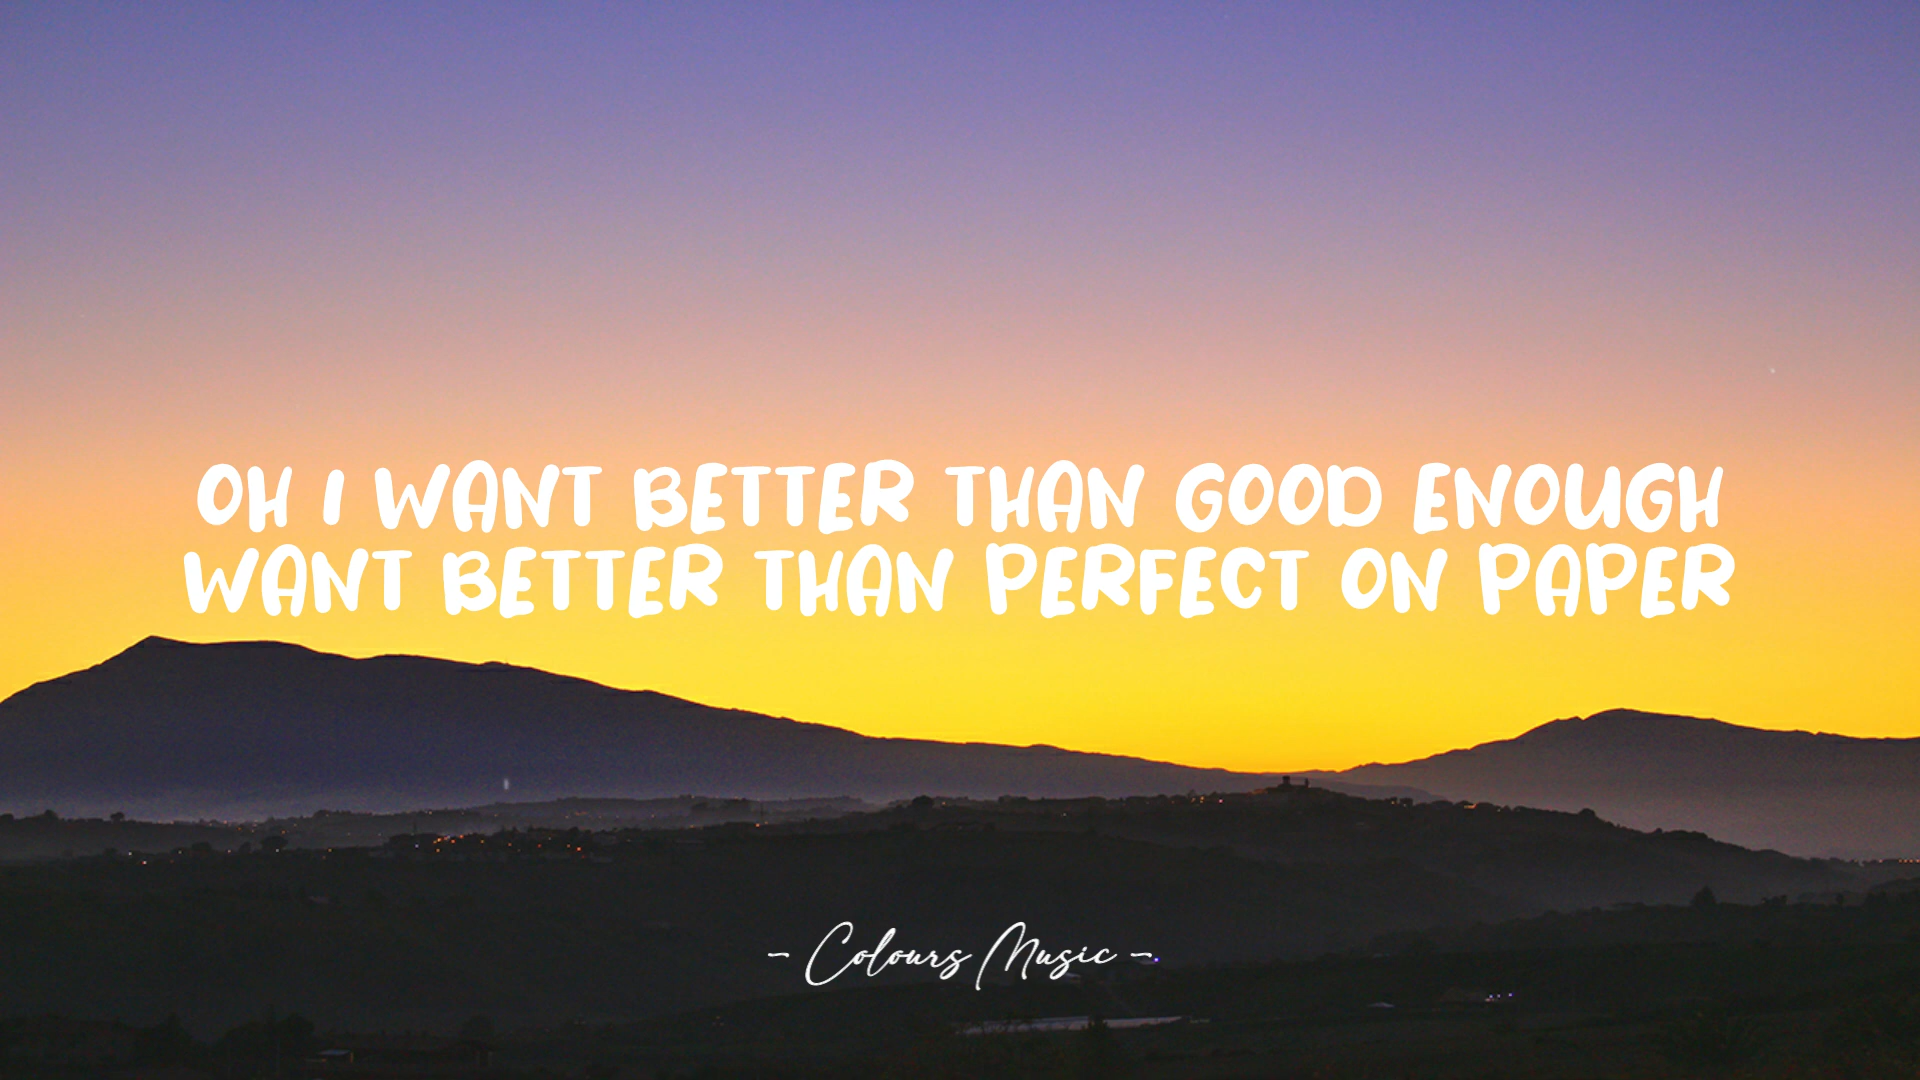 OH I WANT BETTER THAN GOOD ENOUGH
WANT BETTER THAN PERFECT ON PAPER
- Colours Music -